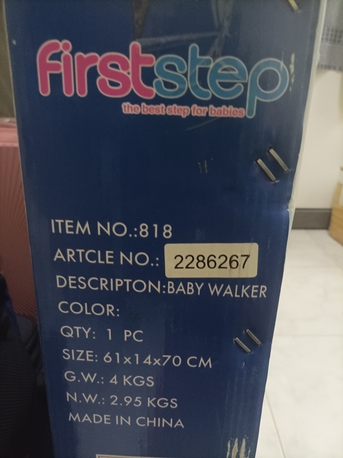 firststep
the best step for babies
ITEM NO.:818
ARTCLE NO.: 2286267
DESCRIPTON:BABY WALKER
COLOR:
QTY: 1 PC
SIZE: 61x14x70 CM
G.W.: 4 KGS
N.W.: 2.95 KGS
MADE IN CHINA